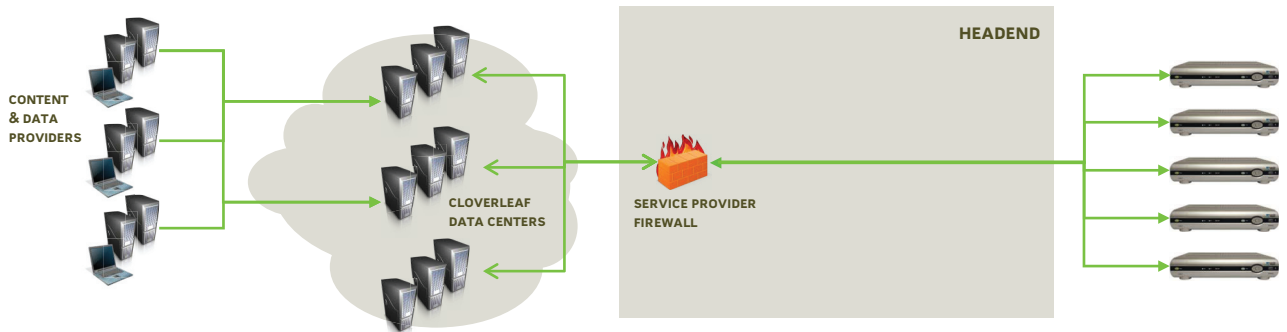 HEADEND
CONTENT
& DATA
PROVIDERS
CLOVERLEAF
DATA CENTERS
SERVICE PROVIDER
FIREWALL